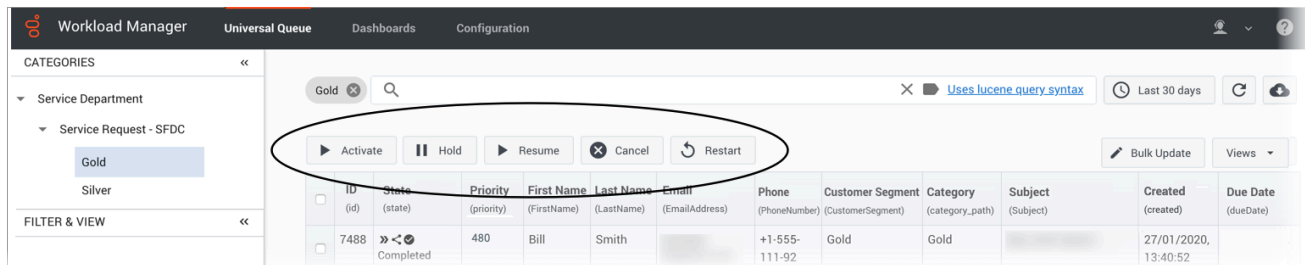 Workload Manager Universal Queue Dashboards Configuration
CATEGORIES «
Service Department
Service Request - SFDC
Gold
Silver
FILTER & VIEW «
Gold Uses lucene query syntax Last 30 days
Activate Hold Resume Cancel Restart Bulk Update Views
ID State Priority First Name Last Name Email Phone Customer Segment Category Subject Created Due Date
(id) (state) (priority) (FirstName) (LastName) (EmailAddress) (PhoneNumber) (CustomerSegment) (category_path) (Subject) (created) (dueDate)
7488 480 Bill Smith +1-555- Gold Gold 27/01/2020,
Completed 111-92 13:40:52